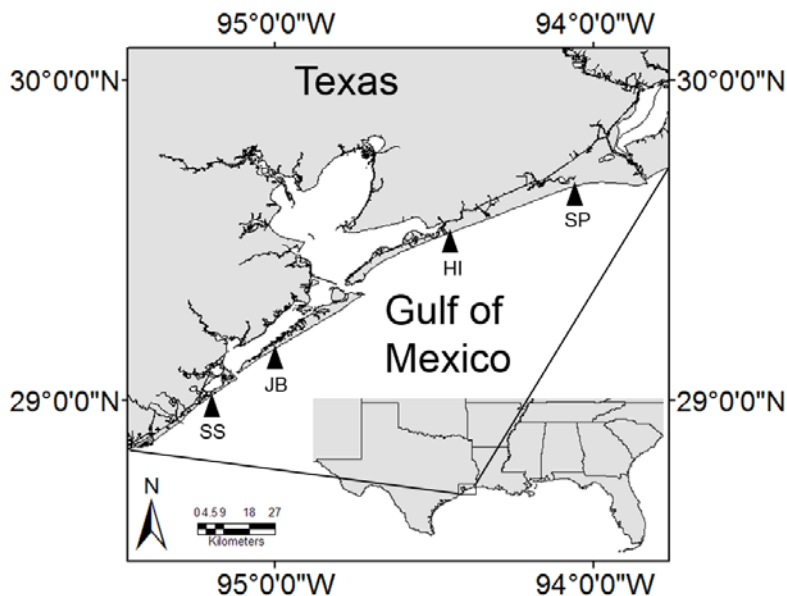 95°0'0"W 94°0'0"W
30°0'0"N 30°0'0"N
Texas
SP
HI
Gulf of
Mexico
JB
29°0'0"N 29°0'0"N
SS
N
0 4.5 9 18 27
Kilometers
95°0'0"W 94°0'0"W